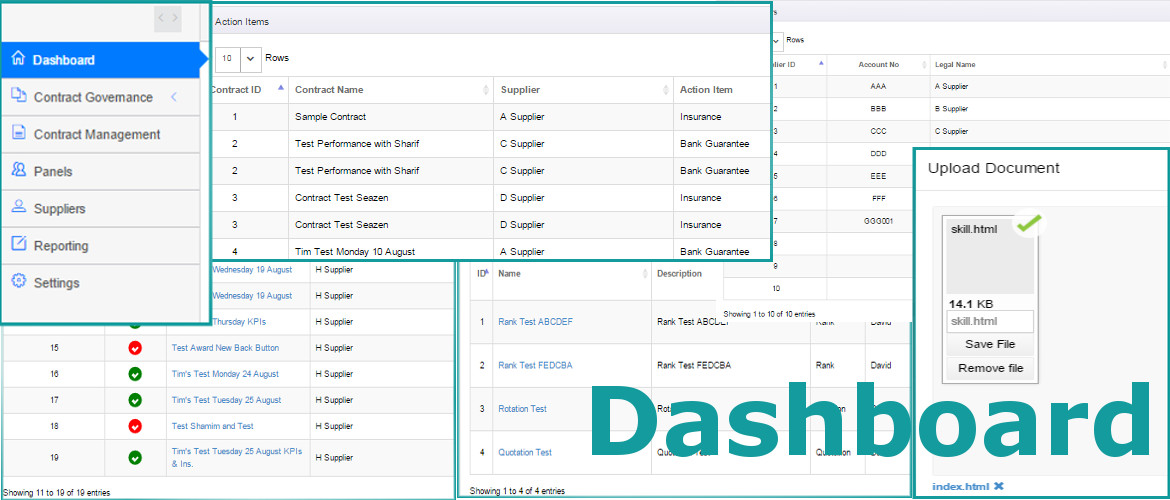 Dashboard
Contract Governance
Contract Management
Panels
Suppliers
Reporting
Settings
Action Items
10 Rows
Contract ID Contract Name Supplier Action Item
1 Sample Contract A Supplier Insurance
2 Test Performance with Sharif C Supplier Bank Guarantee
2 Test Performance with Sharif C Supplier Bank Guarantee
3 Contract Test Seazen D Supplier Insurance
3 Contract Test Seazen D Supplier Insurance
4 Tim Test Monday 10 August A Supplier Bank Guarantee
Rows
Account No Legal Name
1 AAA A Supplier
2 BBB B Supplier
3 CCC C Supplier
4 DDD
5 EEE
6 FFF
7 GGG001
8
9
10
Showing 1 to 10 of 10 entries
Upload Document
skill.html
14.1 KB
skill.html
Save File
Remove file
index.html
Wednesday 19 August H Supplier
Wednesday 19 August H Supplier
Thursday KPIs H Supplier
15 Test Award New Back Button H Supplier
16 Tim's Test Monday 24 August H Supplier
17 Tim's Test Tuesday 25 August H Supplier
18 Test Shamim and Test H Supplier
19 Tim's Test Tuesday 25 August KPIs H Supplier
& Ins.
Showing 11 to 19 of 19 entries
ID Name Description
1 Rank Test ABCDEF Rank Test ABCDEF Rank David
2 Rank Test FEDCBA Rank Test FEDCBA Rank David
3 Rotation Test
4 Quotation Test
Showing 1 to 4 of 4 entries
Dashboard